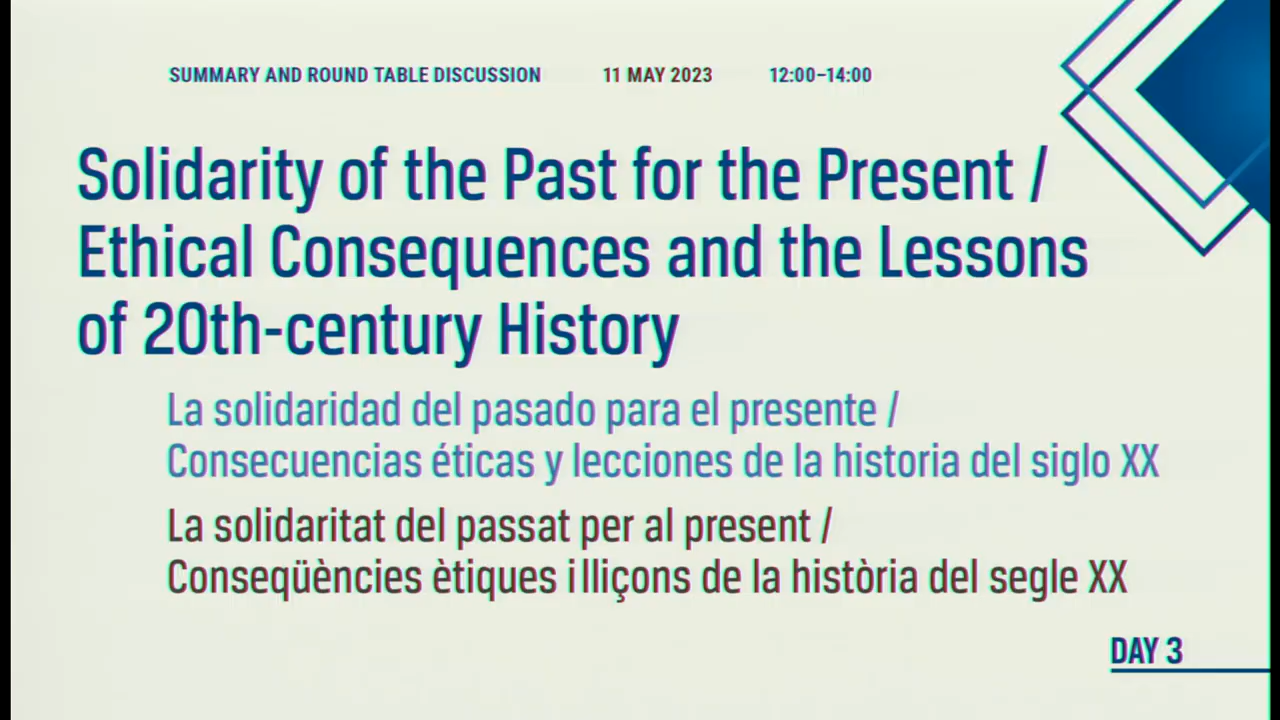 SUMMARY AND ROUND TABLE DISCUSSION 11 MAY 2023 12:00–14:00
Solidarity of the Past for the Present /
Ethical Consequences and the Lessons
of 20th-century History
La solidaridad del pasado para el presente /
Consecuencias éticas y lecciones de la historia del siglo XX
La solidaritat del passat per al present /
Conseqüències ètiques i lliçons de la història del segle XX
DAY 3